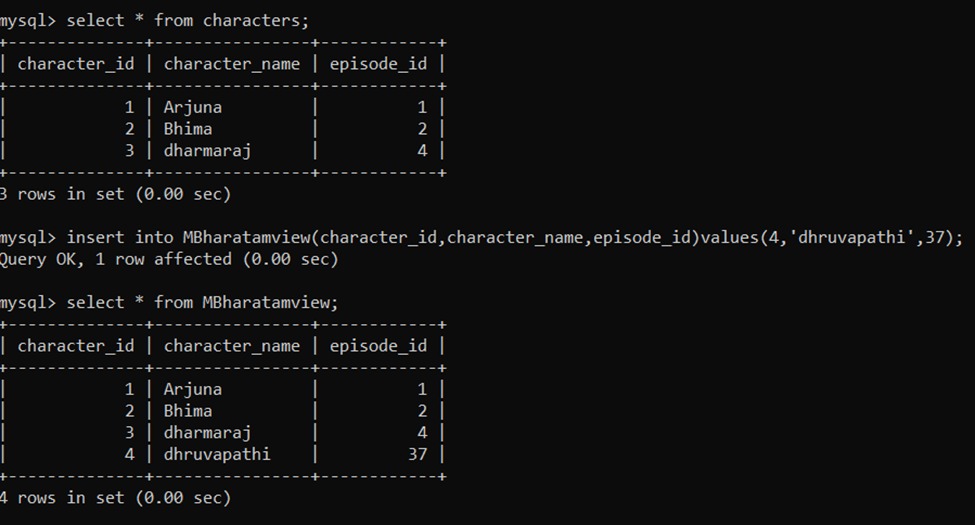 mysql> select * from characters;
+--------------+----------------+------------+
| character_id | character_name | episode_id |
+--------------+----------------+------------+
|            1 | Arjuna         |          1 |
|            2 | Bhima          |          2 |
|            3 | dharmaraj      |          4 |
+--------------+----------------+------------+
3 rows in set (0.00 sec)
mysql> insert into MBharatamview(character_id,character_name,episode_id)values(4,'dhruvapathi',37);
Query OK, 1 row affected (0.00 sec)
mysql> select * from MBharatamview;
+--------------+----------------+------------+
| character_id | character_name | episode_id |
+--------------+----------------+------------+
|            1 | Arjuna         |          1 |
|            2 | Bhima          |          2 |
|            3 | dharmaraj      |          4 |
|            4 | dhruvapathi    |         37 |
+--------------+----------------+------------+
4 rows in set (0.00 sec)